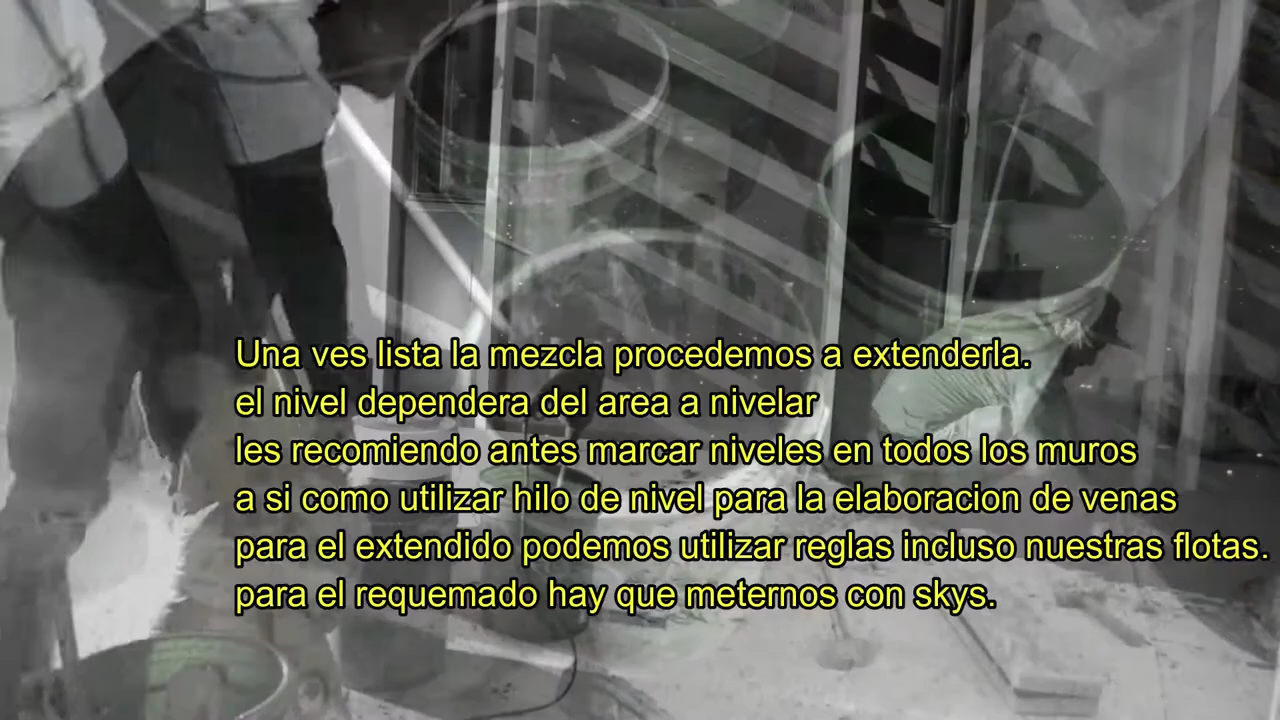 Una ves lista la mezcla procedemos a extenderla.
el nivel dependera del area a nivelar
les recomiendo antes marcar niveles en todos los muros
a si como utilizar hilo de nivel para la elaboracion de venas
para el extendido podemos utilizar reglas incluso nuestras flotas.
para el requemado hay que meternos con skys.